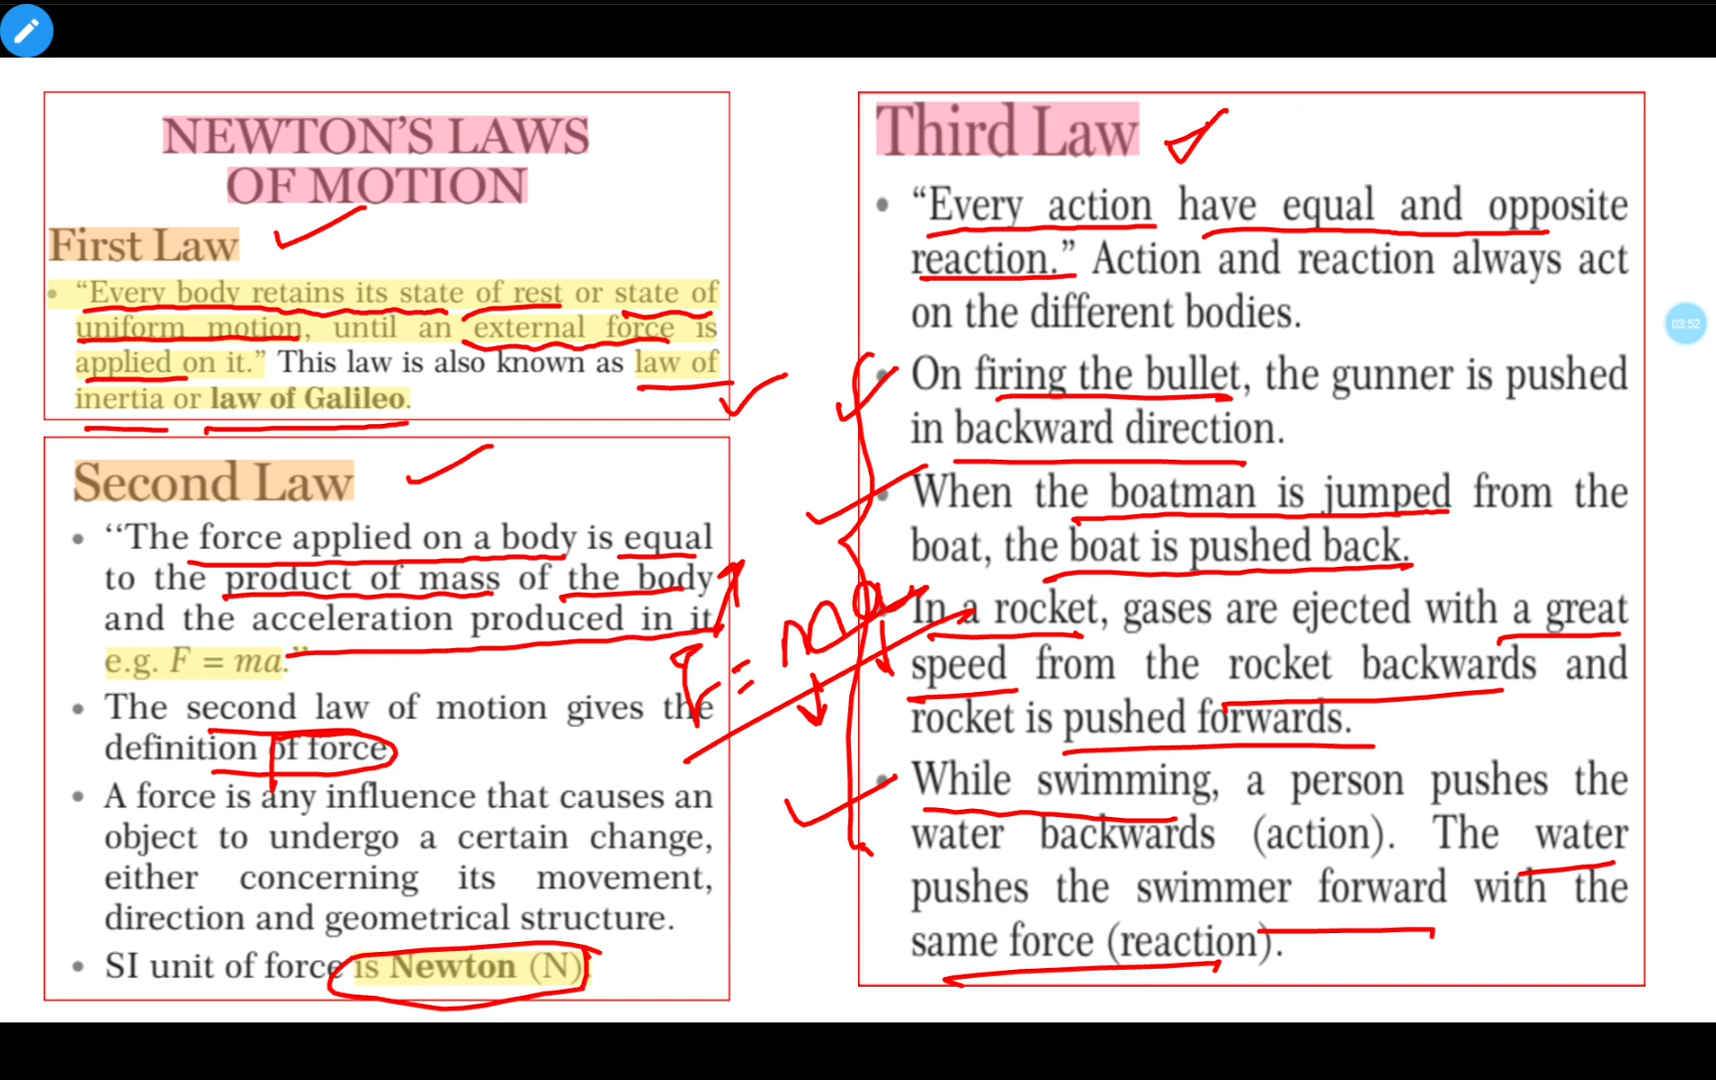 NEWTON’S LAWS
OF MOTION
First Law
• “Every body retains its state of rest or state of
uniform motion, until an external force is
applied on it.” This law is also known as law of
inertia or law of Galileo.
Second Law
• ‘‘The force applied on a body is equal
to the product of mass of the body
and the acceleration produced in it
e.g. F = ma.”
• The second law of motion gives the
definition of force
• A force is any influence that causes an
object to undergo a certain change,
either concerning its movement,
direction and geometrical structure.
• SI unit of force is Newton (N).
F = ma
Third Law
• “Every action have equal and opposite
reaction.” Action and reaction always act
on the different bodies.
• On firing the bullet, the gunner is pushed
in backward direction.
• When the boatman is jumped from the
boat, the boat is pushed back.
In a rocket, gases are ejected with a great
speed from the rocket backwards and
rocket is pushed forwards.
• While swimming, a person pushes the
water backwards (action). The water
pushes the swimmer forward with the
same force (reaction).
03:52